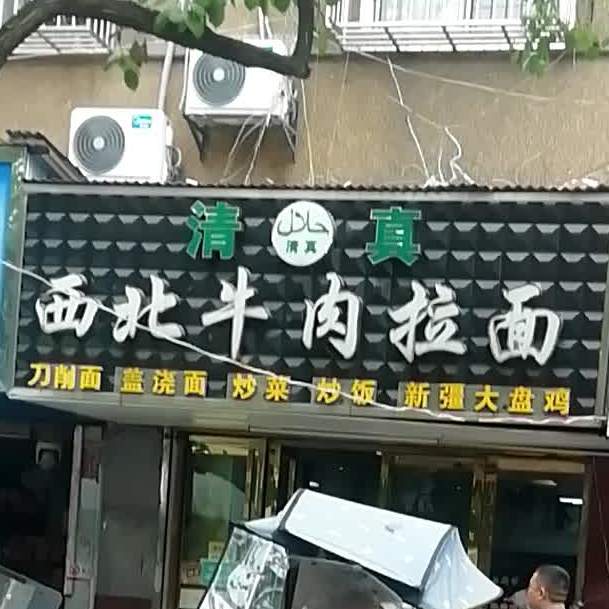 清 حلال 真
清真
西北牛肉拉面
刀削面 盖浇面 炒菜 炒饭 新疆大盘鸡